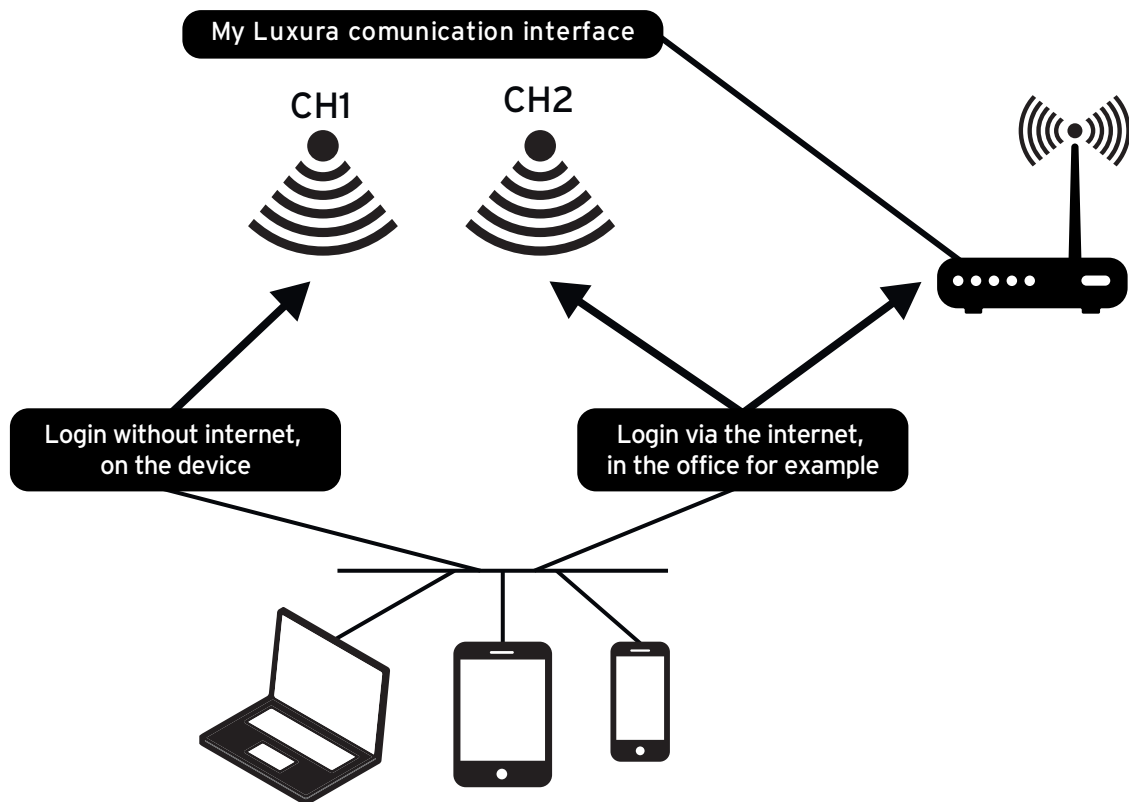 My Luxura comunication interface
CH1
CH2
Login without internet,
on the device
Login via the internet,
in the office for example